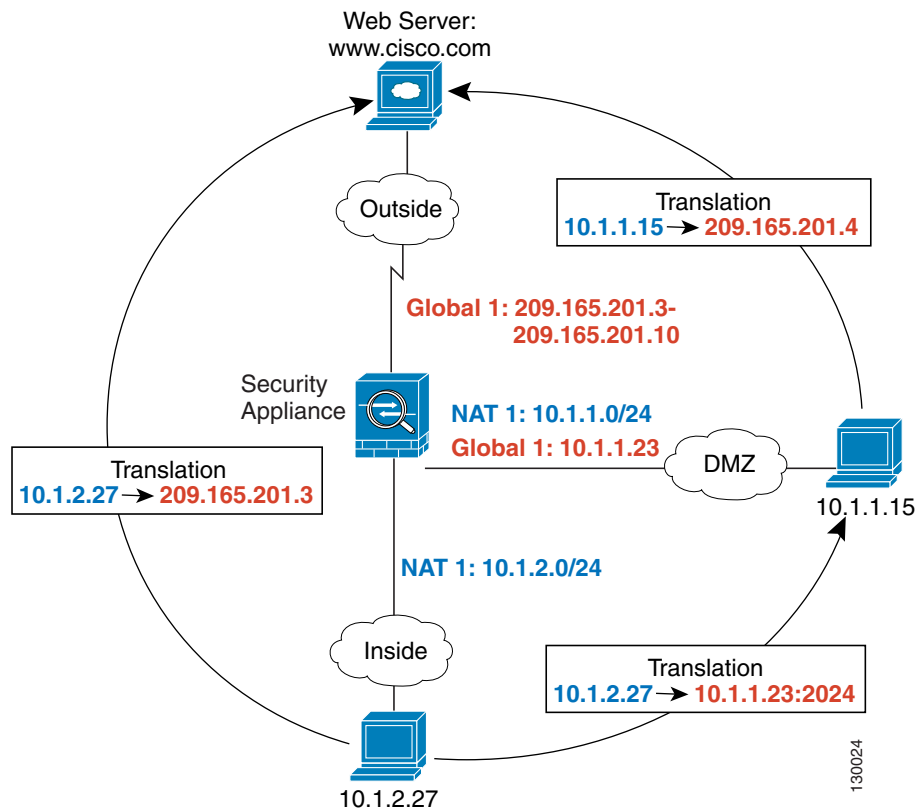 Web Server:
www.cisco.com
Outside
Translation
10.1.1.15 → 209.165.201.4
Global 1: 209.165.201.3-
209.165.201.10
Security
Appliance
NAT 1: 10.1.1.0/24
Global 1: 10.1.1.23
DMZ
10.1.1.15
Translation
10.1.2.27 → 209.165.201.3
NAT 1: 10.1.2.0/24
Inside
Translation
10.1.2.27 → 10.1.1.23:2024
10.1.2.27
130024